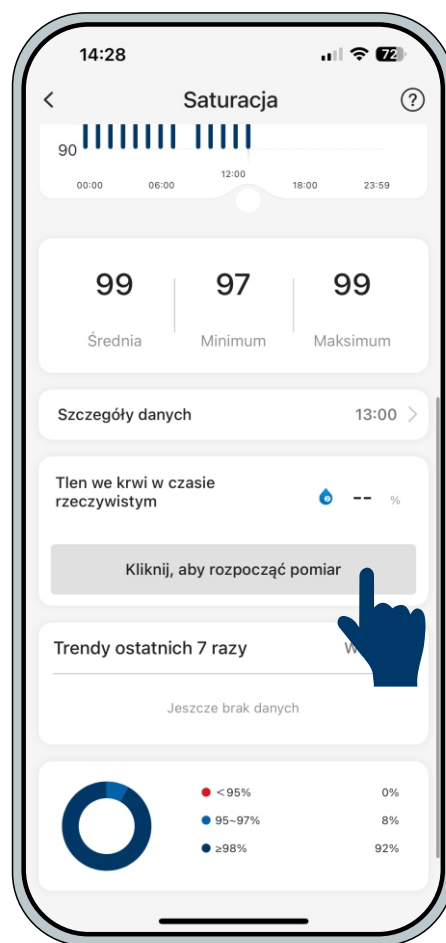 14:28
72
Saturacja
?
90
00:00 06:00 12:00 18:00 23:59
99 97 99
Średnia Minimum Maksimum
Szczegóły danych 13:00
Tlen we krwi w czasie
rzeczywistym
-- %
Kliknij, aby rozpocząć pomiar
Trendy ostatnich 7 razy
Jeszcze brak danych
<95% 0%
95~97% 8%
≥98% 92%